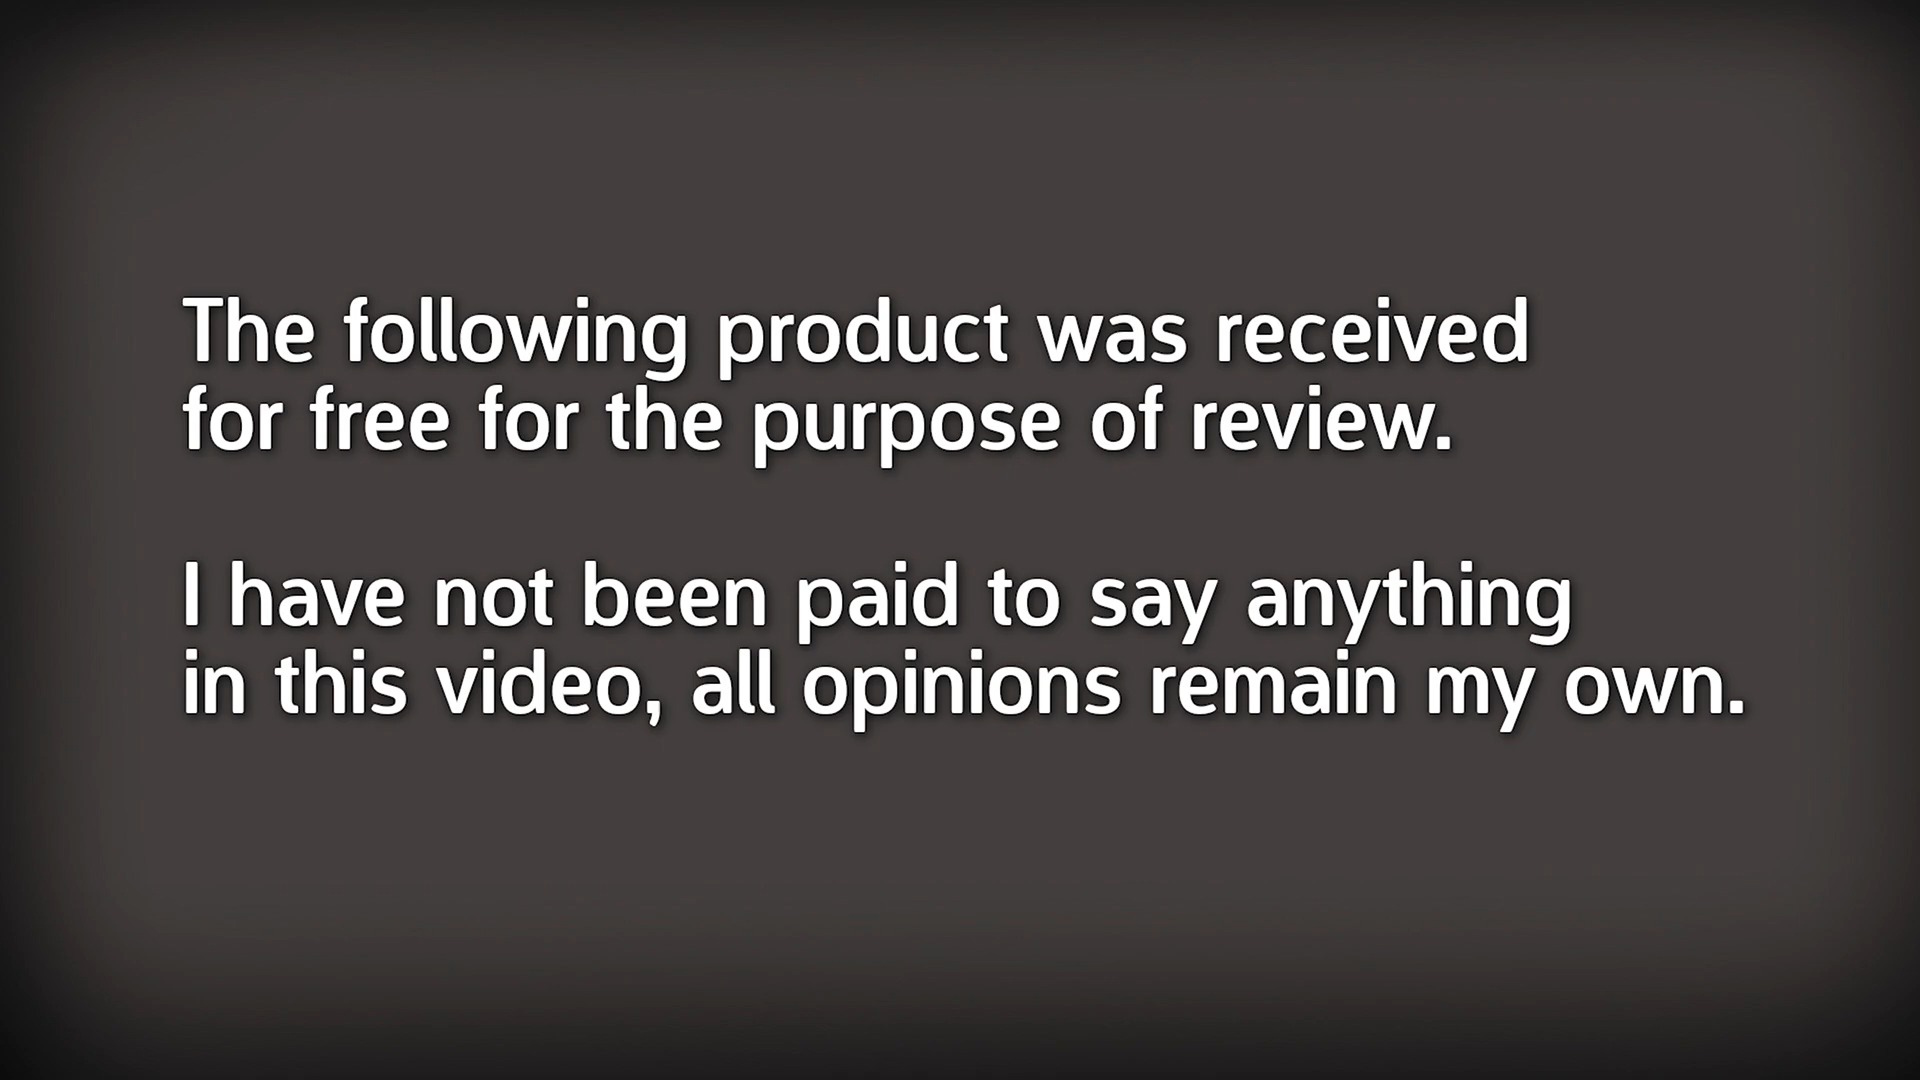 The following product was received
for free for the purpose of review.
I have not been paid to say anything
in this video, all opinions remain my own.